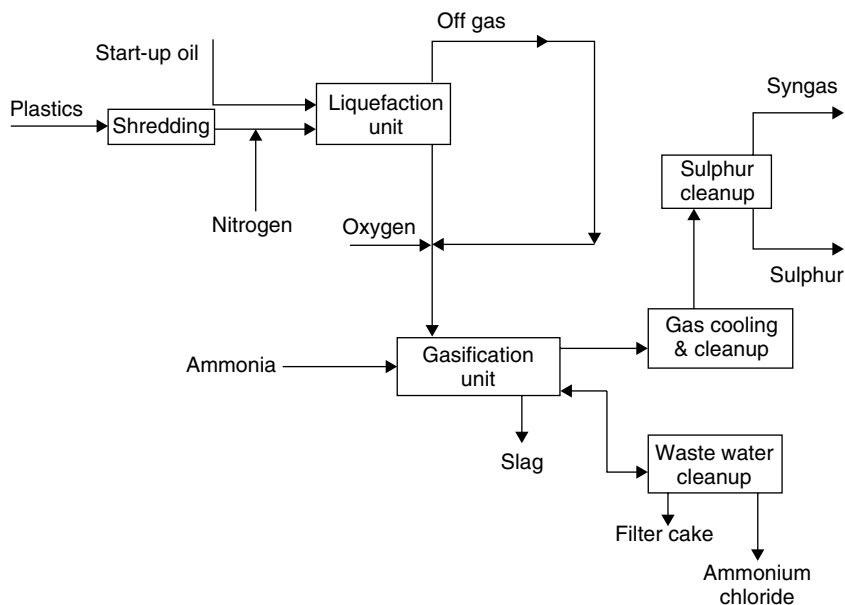 Off gas
Start-up oil
Syngas
Plastics
Shredding
Liquefaction
unit
Sulphur
cleanup
Nitrogen
Oxygen
Sulphur
Gas cooling
& cleanup
Ammonia
Gasification
unit
Slag
Waste water
cleanup
Filter cake
Ammonium
chloride